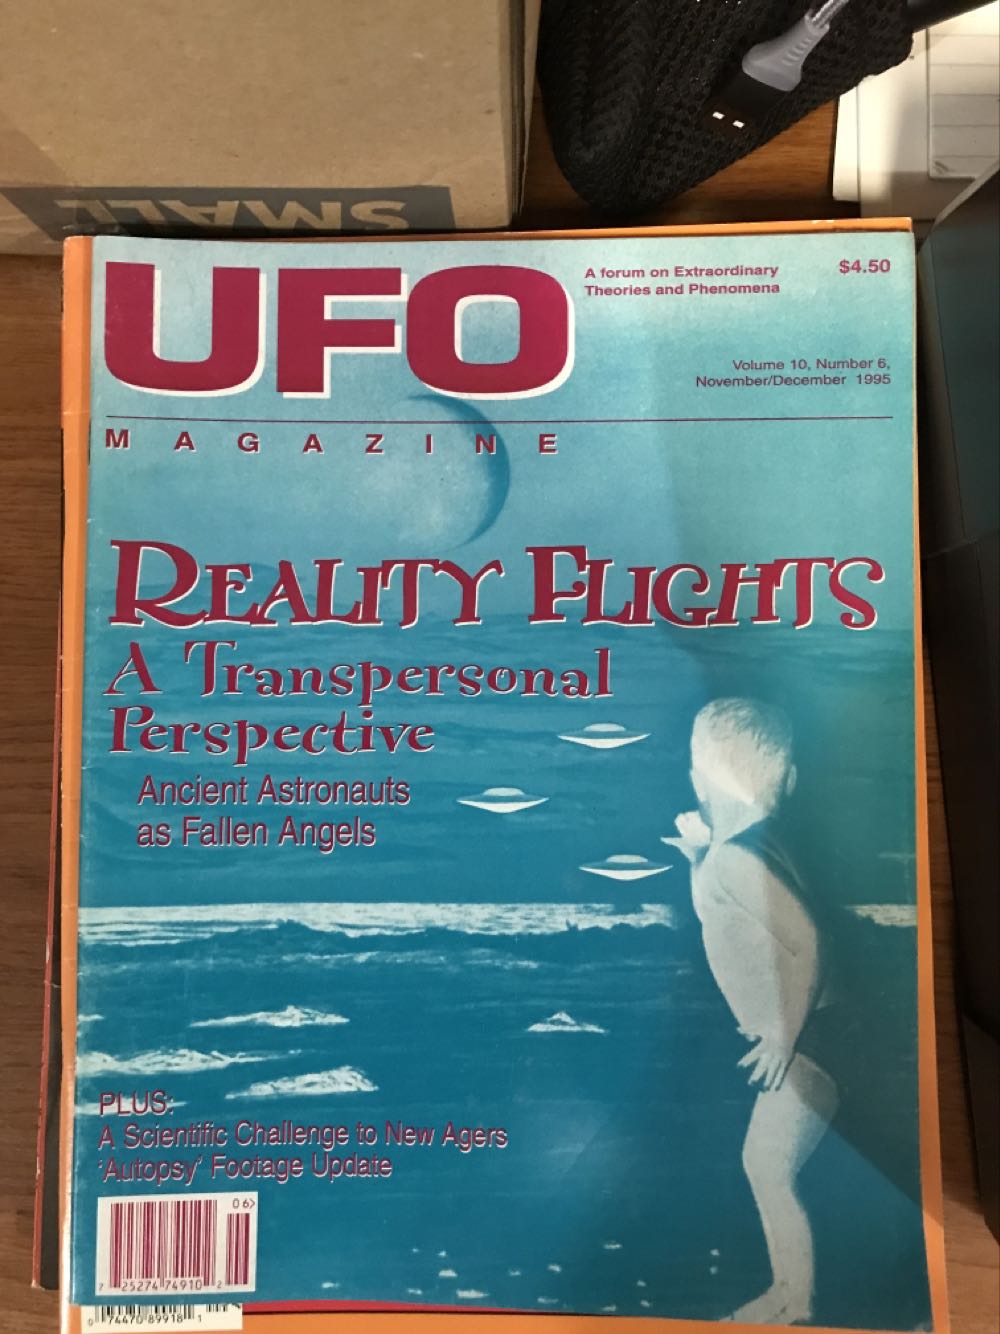 SMALL
UFO
MAGAZINE
A forum on Extraordinary
Theories and Phenomena
$4.50
Volume 10, Number 6,
November/December 1995
REALITY FLIGHTS
A Transpersonal
Perspective
Ancient Astronauts
as Fallen Angels
PLUS:
A Scientific Challenge to New Agers
'Autopsy' Footage Update
06>
7 25274 74910 2
0 74470 89918 1